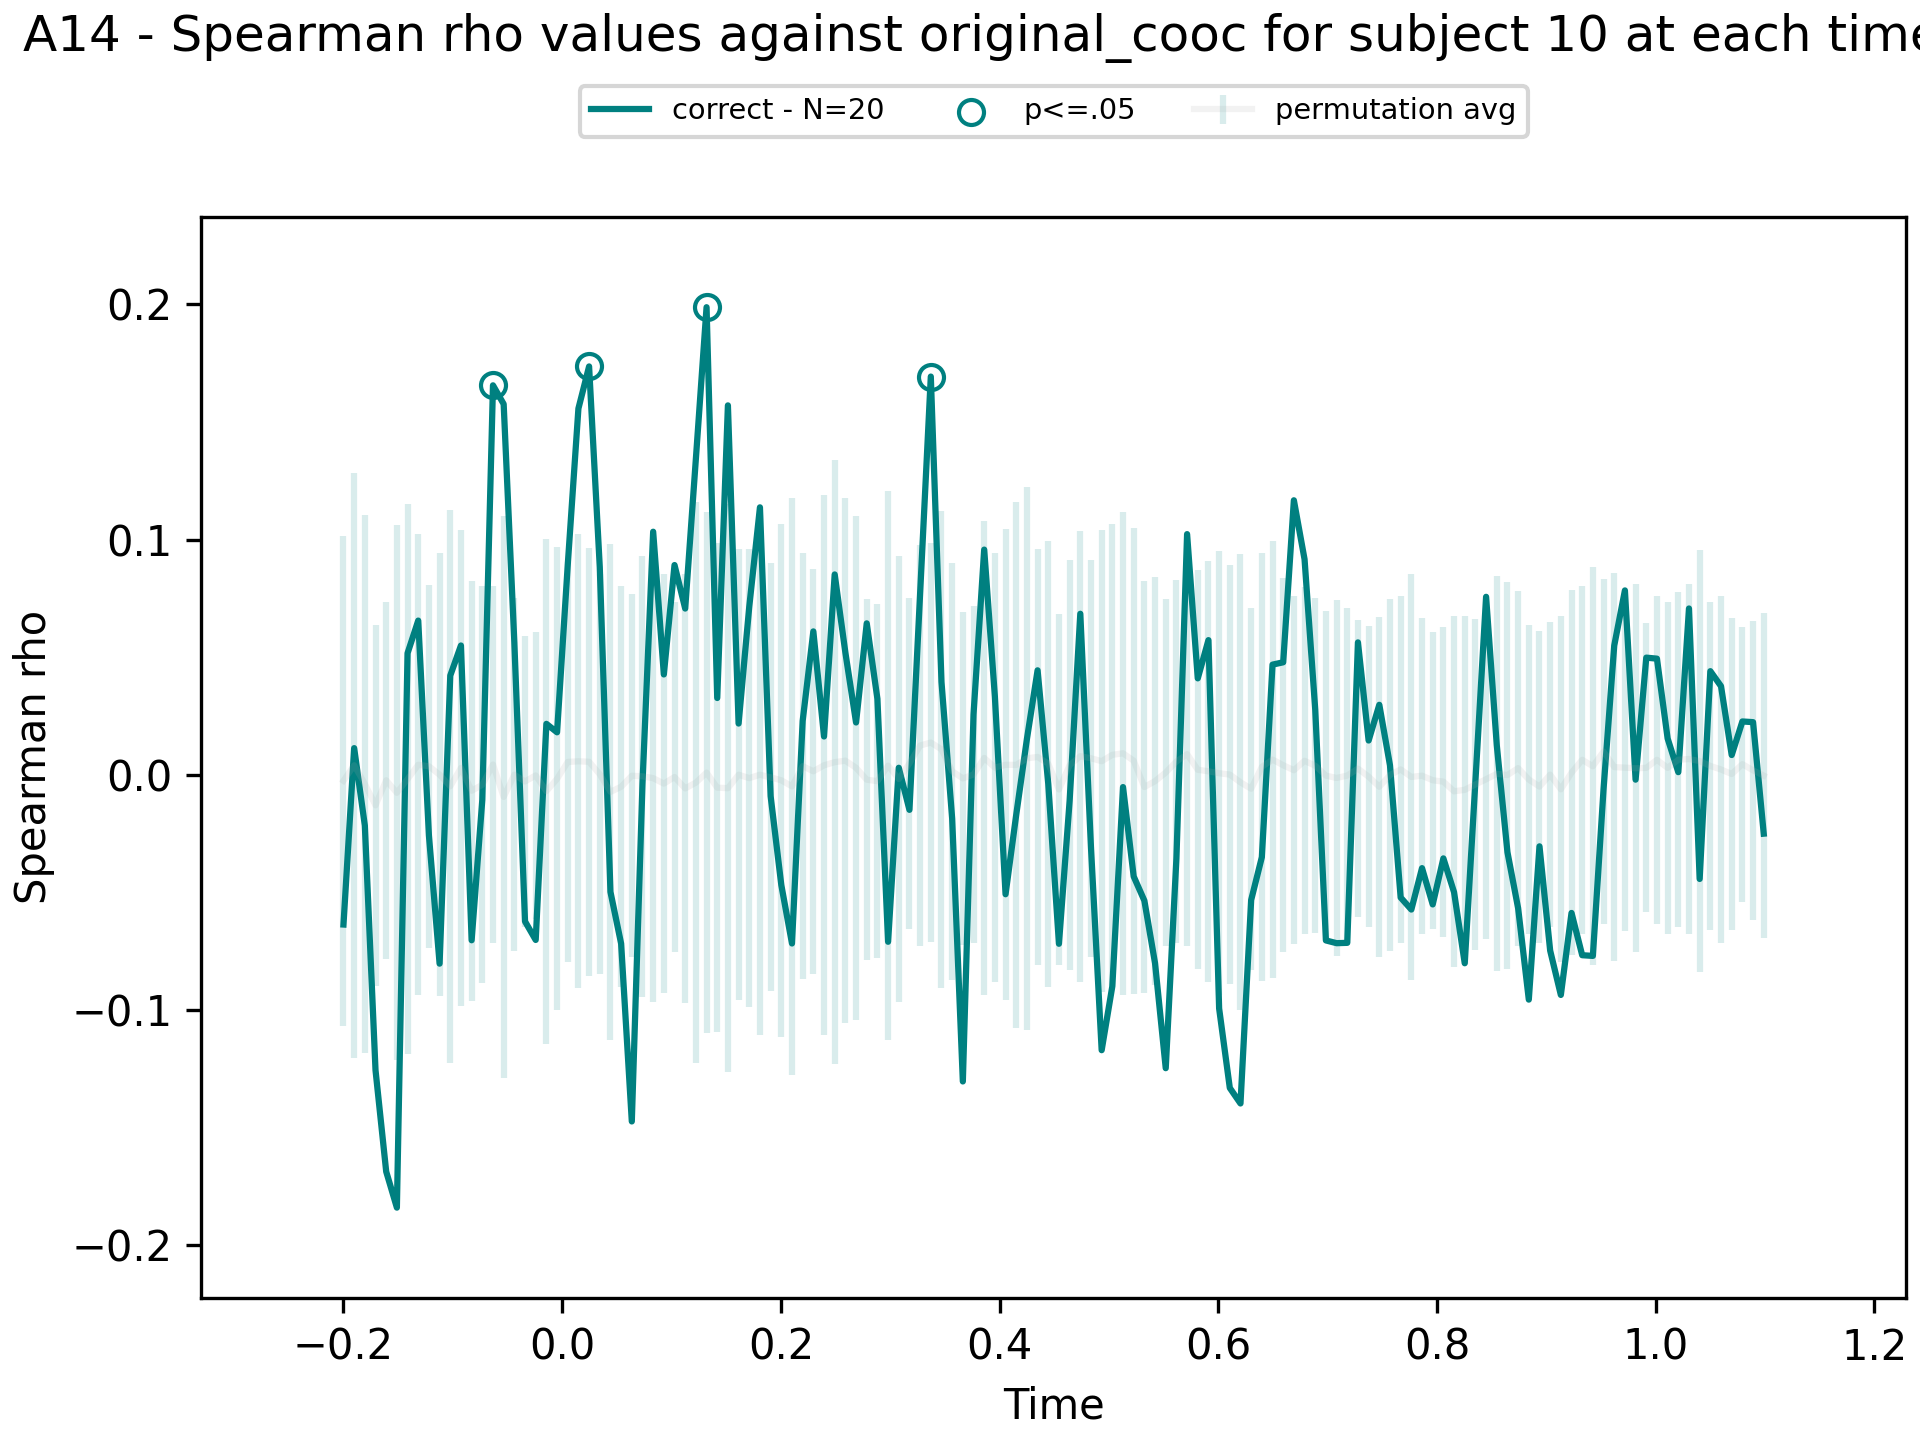 A14 - Spearman rho values against original_cooc for subject 10 at each time
correct - N=20 p<=.05 permutation avg
Spearman rho
0.2
0.1
0.0
−0.1
−0.2
−0.2 0.0 0.2 0.4 0.6 0.8 1.0 1.2
Time